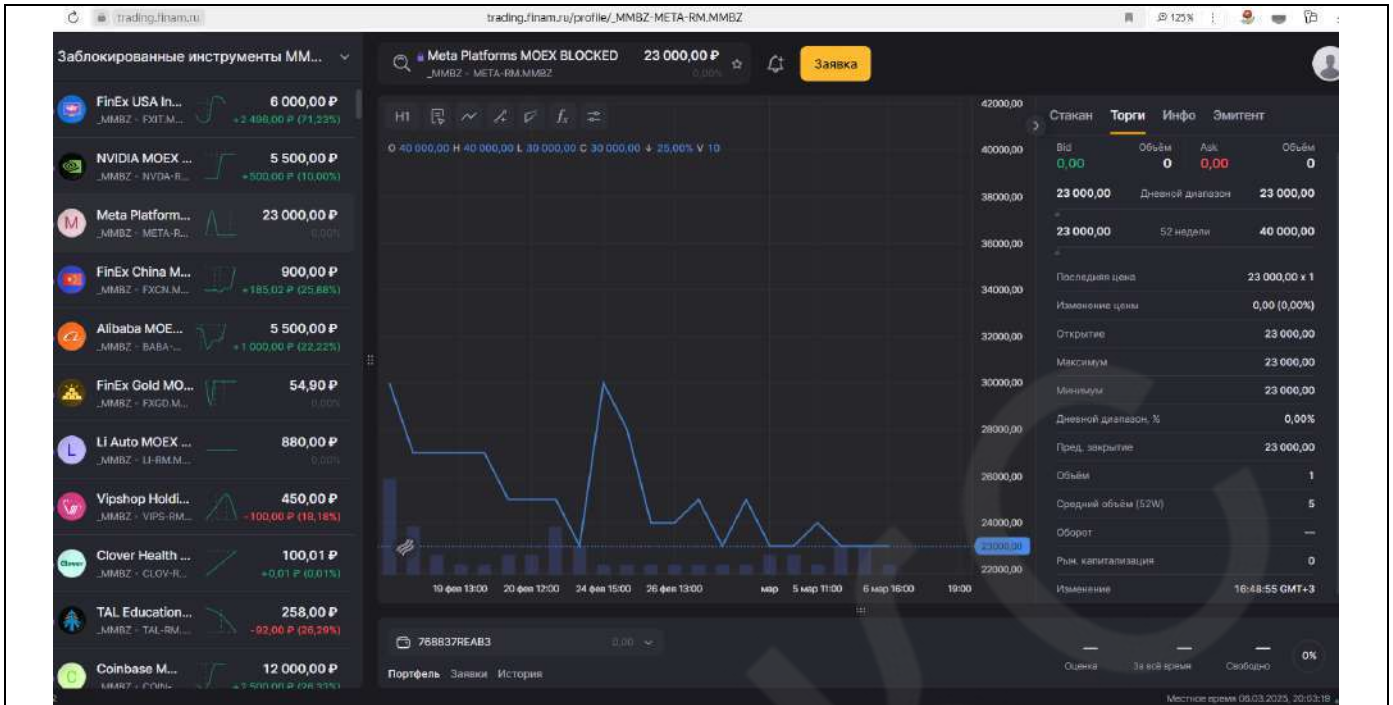 trading.finam.ru
trading.finam.ru/profile/_MMBZ-META-RM.MMBZ
125%
Заблокированные инструменты MM...
FinEx USA In...
6 000,00 ₽
_MMBZ - FXIT.M...
+2 496,00 ₽ (71,23%)
NVIDIA MOEX ...
5 500,00 ₽
_MMBZ - NVDA-R...
+500,00 ₽ (10,00%)
M
Meta Platform...
23 000,00 ₽
_MMBZ - META-R...
0,00%
FinEx China M...
900,00 ₽
_MMBZ - FXCN.M...
+185,02 ₽ (25,88%)
Alibaba MOE...
5 500,00 ₽
_MMBZ - BABA-...
+1 000,00 ₽ (22,22%)
FinEx Gold MO...
54,90 ₽
_MMBZ - FXGD.M...
0,00%
L
Li Auto MOEX ...
880,00 ₽
_MMBZ - LI-RM.M...
0,00%
Vipshop Holdi...
450,00 ₽
_MMBZ - VIPS-RM...
-100,00 ₽ (18,18%)
Clover
Clover Health ...
100,01 ₽
_MMBZ - CLOV-R...
+0,01 ₽ (0,01%)
TAL Education...
258,00 ₽
_MMBZ - TAL-RM....
-92,00 ₽ (26,29%)
C
Coinbase M...
12 000,00 ₽
_MMBZ - COIN-
Meta Platforms MOEX BLOCKED
23 000,00 ₽
_MMBZ - META-RM.MMBZ
0,00%
Заявка
H1
O 40 000,00 H 40 000,00 L 30 000,00 C 30 000,00 ↓ 25,00% V 10
42000,00
40000,00
38000,00
36000,00
34000,00
32000,00
30000,00
28000,00
26000,00
24000,00
23000,00
22000,00
19 фев 13:00 20 фев 12:00 24 фев 15:00 26 фев 13:00 мар 5 мар 11:00 6 мар 16:00 19:00
768837REAB3
0,00
Портфель Заявки История
Стакан Торги Инфо Эмитент
Bid Объём Ask Объём
0,00 0 0,00 0
23 000,00 Дневной диапазон 23 000,00
23 000,00 52 недели 40 000,00
Последняя цена 23 000,00 x 1
Изменение цены 0,00 (0,00%)
Открытие 23 000,00
Максимум 23 000,00
Минимум 23 000,00
Дневной диапазон, % 0,00%
Пред. закрытие 23 000,00
Объём 1
Средний объём (52W) 5
Оборот —
Рын. капитализация 0
Изменение 16:48:55 GMT+3
— — —
Оценка За всё время Свободно
0%
Местное время 06.03.2025, 20:53:19